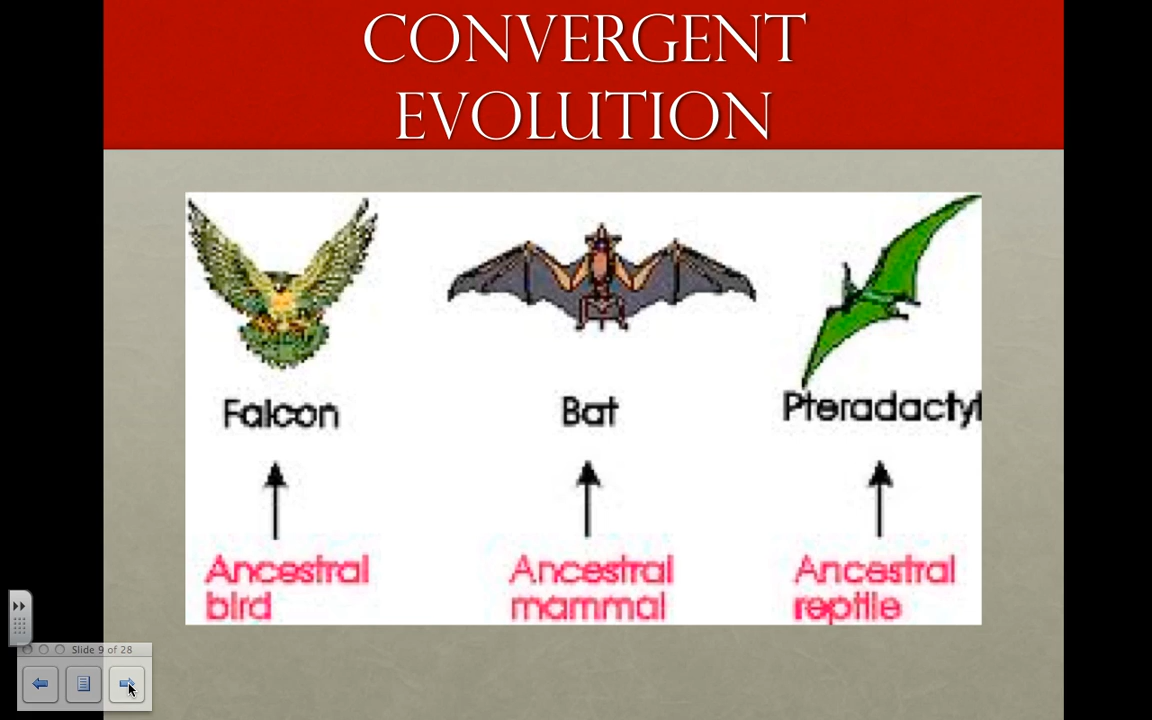 CONVERGENT
EVOLUTION
Falcon
Bat
Pteradactyl
Ancestral
bird
Ancestral
mammal
Ancestral
reptile
Slide 9 of 28